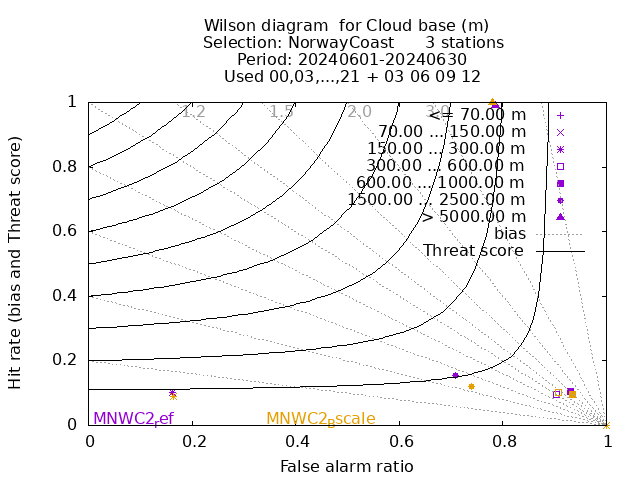 Wilson diagram for Cloud base (m)
Selection: NorwayCoast 3 stations
Period: 20240601-20240630
Used 00,03,...,21 + 03 06 09 12
1.2 1.5 2.0 3.0
<= 70.00 m
70.00 ... 150.00 m
150.00 ... 300.00 m
300.00 ... 600.00 m
600.00 ... 1000.00 m
1500.00 ... 2500.00 m
> 5000.00 m
bias
Threat score
Hit rate (bias and Threat score)
1
0.8
0.6
0.4
0.2
0
MNWC2ref MNWC2Bscale
0 0.2 0.4 0.6 0.8 1
False alarm ratio